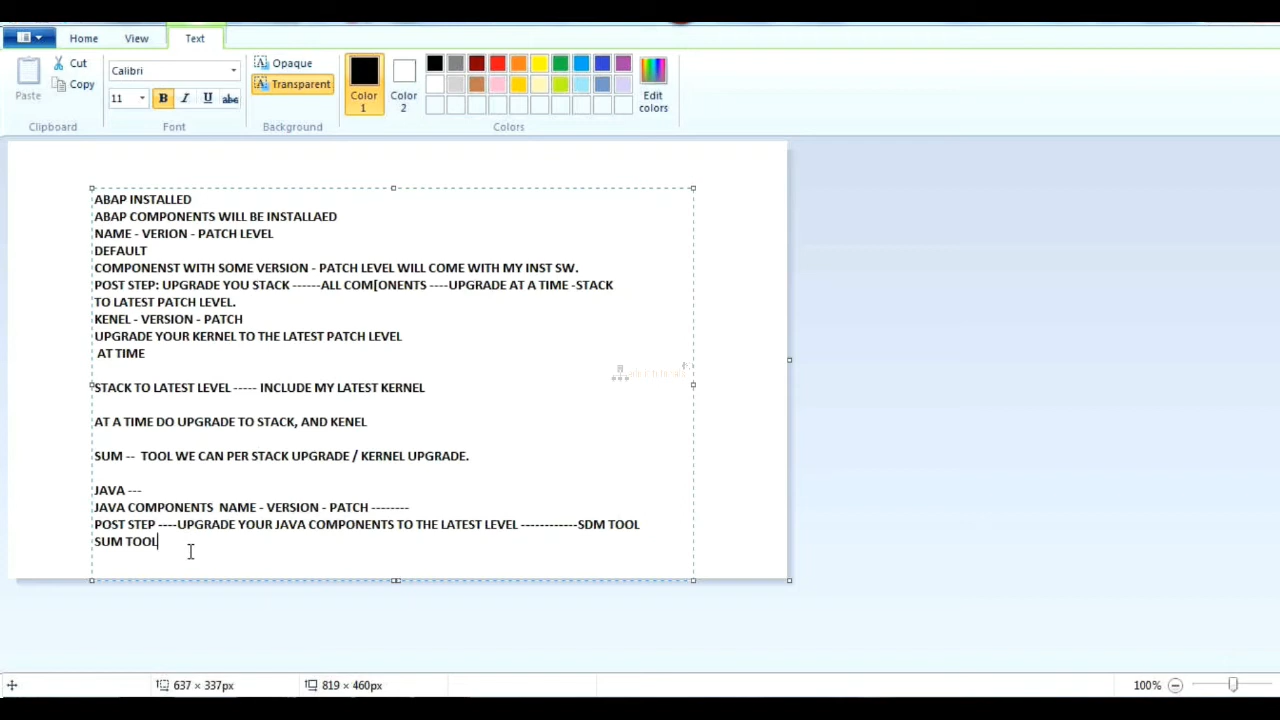 Home View Text
Paste
Cut
Copy
Clipboard
Calibri
11 B I U abc
Font
Opaque
Transparent
Background
Color 1
Color 2
Edit colors
Colors
ABAP INSTALLED
ABAP COMPONENTS WILL BE INSTALLAED
NAME - VERION - PATCH LEVEL
DEFAULT
COMPONENST WITH SOME VERSION - PATCH LEVEL WILL COME WITH MY INST SW.
POST STEP: UPGRADE YOU STACK ------ALL COM[ONENTS ----UPGRADE AT A TIME -STACK
TO LATEST PATCH LEVEL.
KENEL - VERSION - PATCH
UPGRADE YOUR KERNEL TO THE LATEST PATCH LEVEL
AT TIME
STACK TO LATEST LEVEL ----- INCLUDE MY LATEST KERNEL
AT A TIME DO UPGRADE TO STACK, AND KENEL
SUM -- TOOL WE CAN PER STACK UPGRADE / KERNEL UPGRADE.
JAVA ---
JAVA COMPONENTS NAME - VERSION - PATCH --------
POST STEP ----UPGRADE YOUR JAVA COMPONENTS TO THE LATEST LEVEL ------------SDM TOOL
SUM TOOL
637 × 337px 819 × 460px 100%